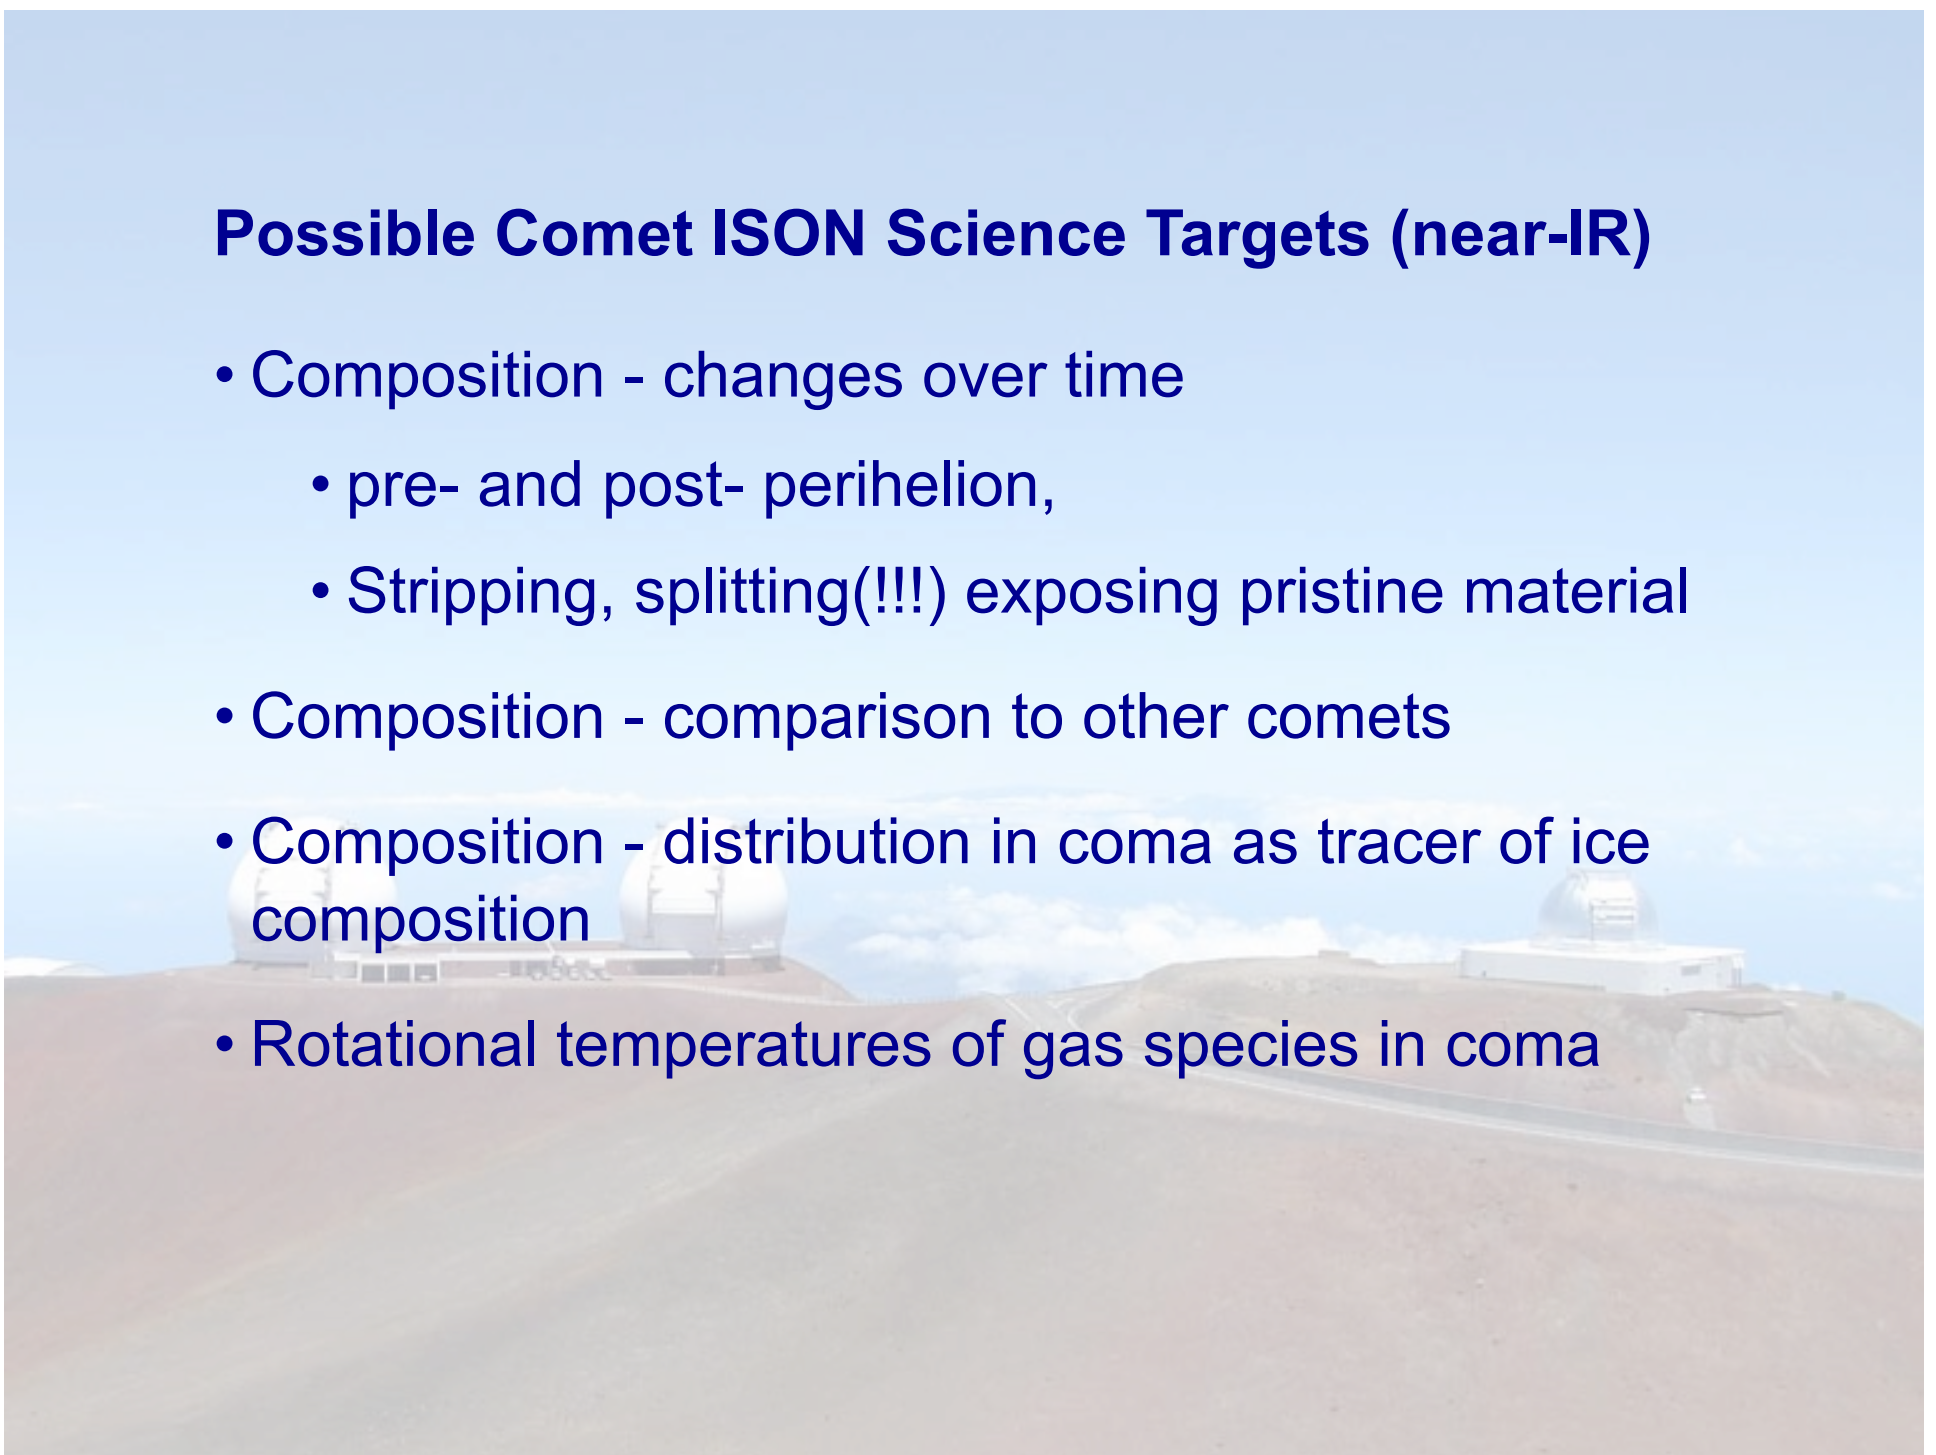 Possible Comet ISON Science Targets (near-IR)
• Composition - changes over time
• pre- and post- perihelion,
• Stripping, splitting(!!!) exposing pristine material
• Composition - comparison to other comets
• Composition - distribution in coma as tracer of ice
composition
• Rotational temperatures of gas species in coma